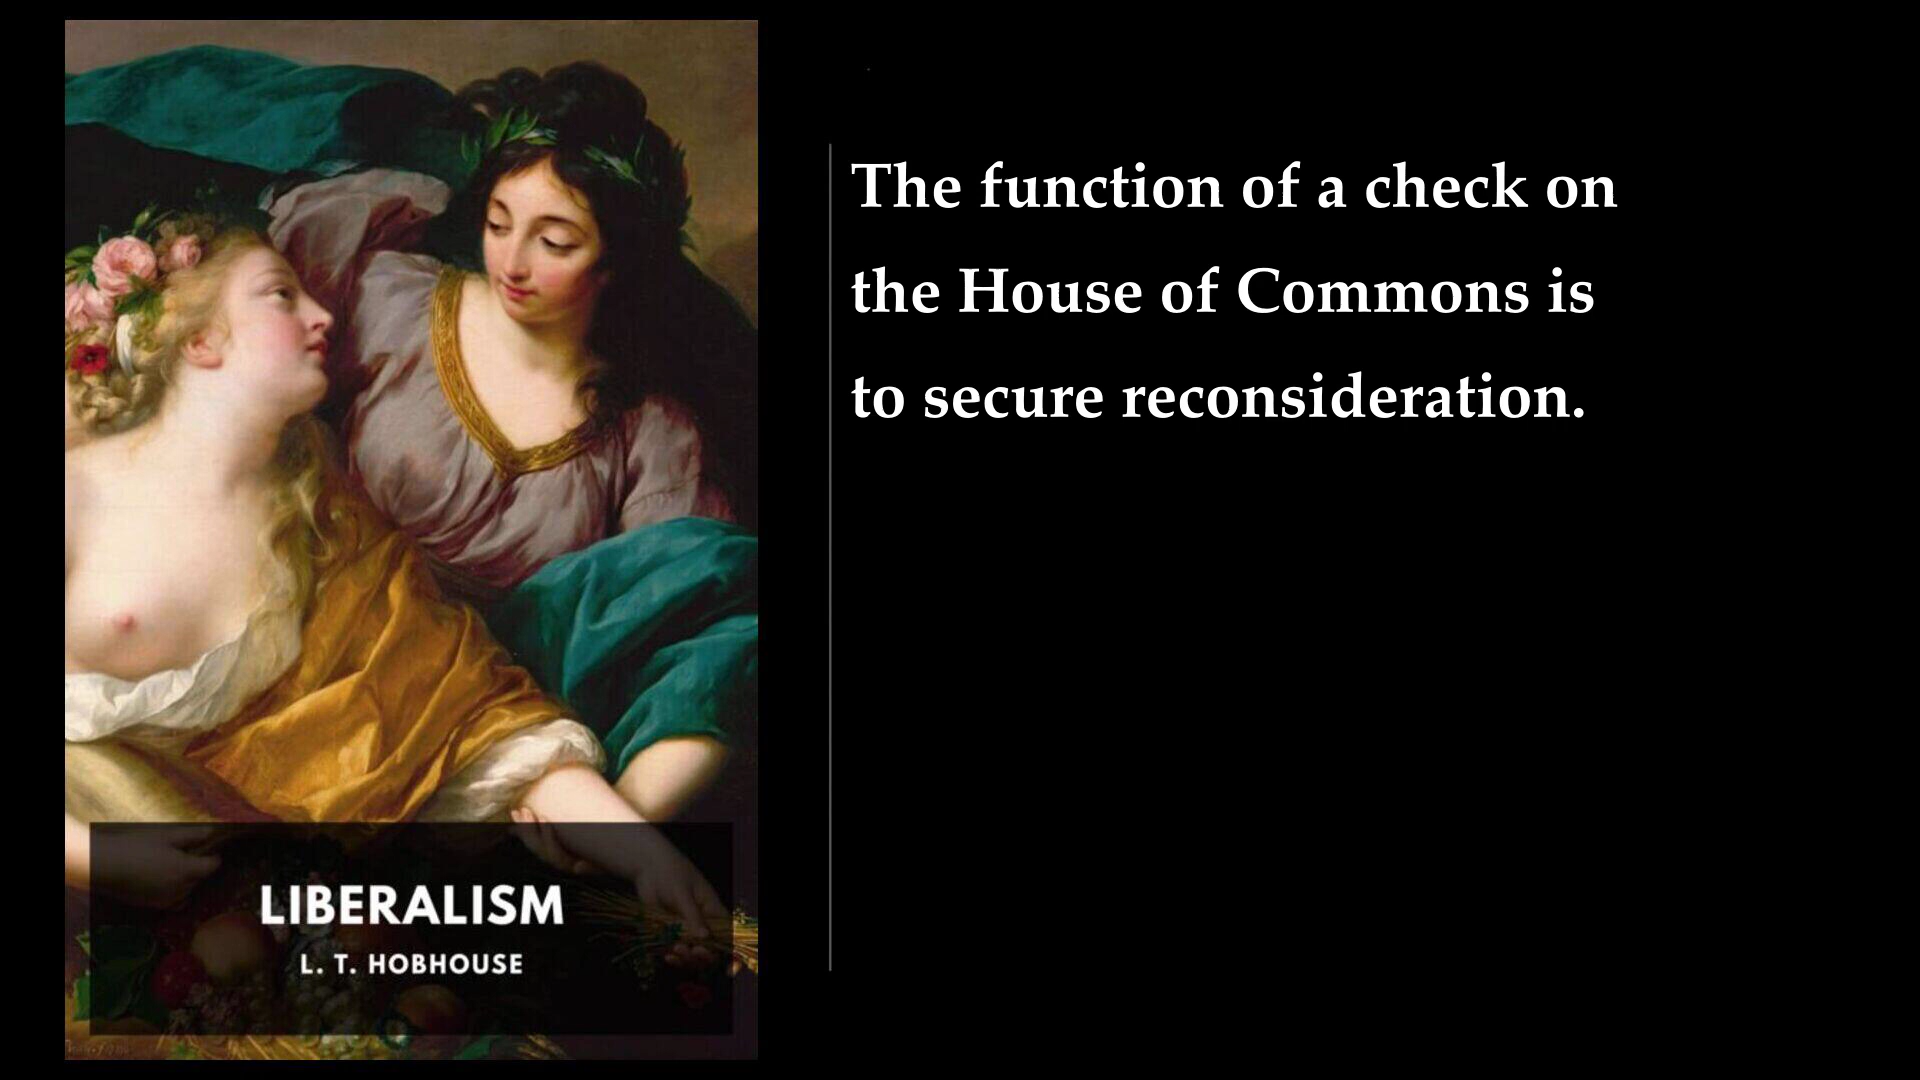 LIBERALISM
L. T. HOBHOUSE
The function of a check on
the House of Commons is
to secure reconsideration.